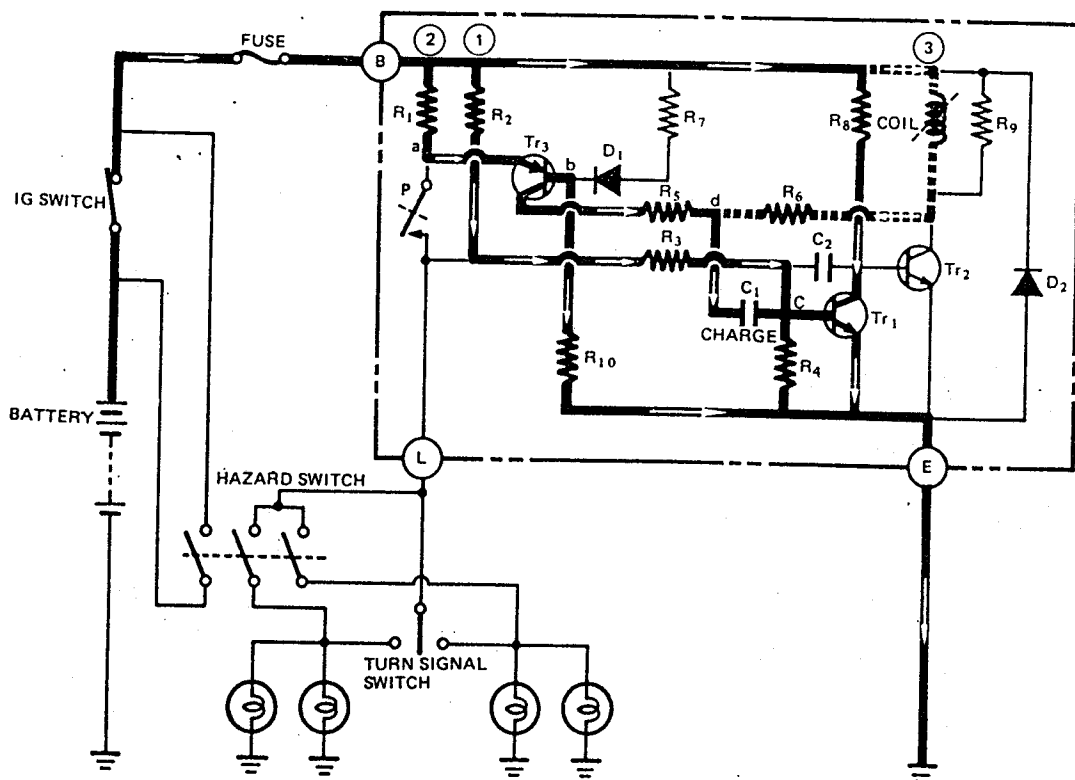 FUSE
B
2
1
3
R1
R2
R7
R8
COIL
R9
a
Tr3
b
D1
P
IG SWITCH
R5
d
R6
R3
C2
Tr2
D2
C1
C
Tr1
CHARGE
R10
R4
BATTERY
L
E
HAZARD SWITCH
TURN SIGNAL
SWITCH